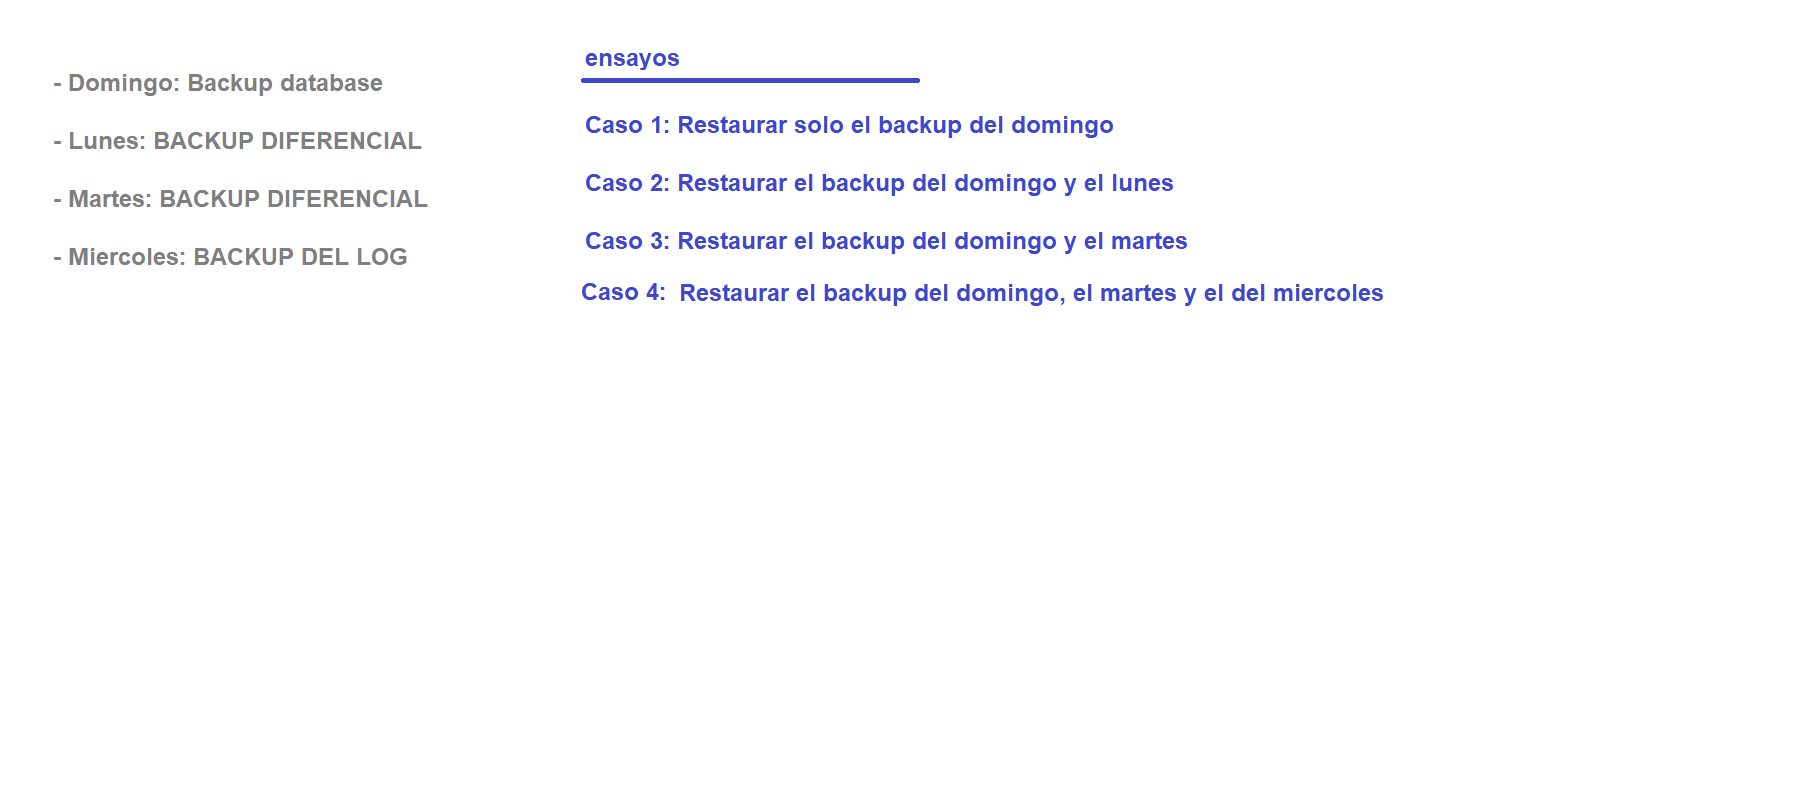 - Domingo: Backup database
- Lunes: BACKUP DIFERENCIAL
- Martes: BACKUP DIFERENCIAL
- Miercoles: BACKUP DEL LOG
ensayos
Caso 1: Restaurar solo el backup del domingo
Caso 2: Restaurar el backup del domingo y el lunes
Caso 3: Restaurar el backup del domingo y el martes
Caso 4: Restaurar el backup del domingo, el martes y el del miercoles